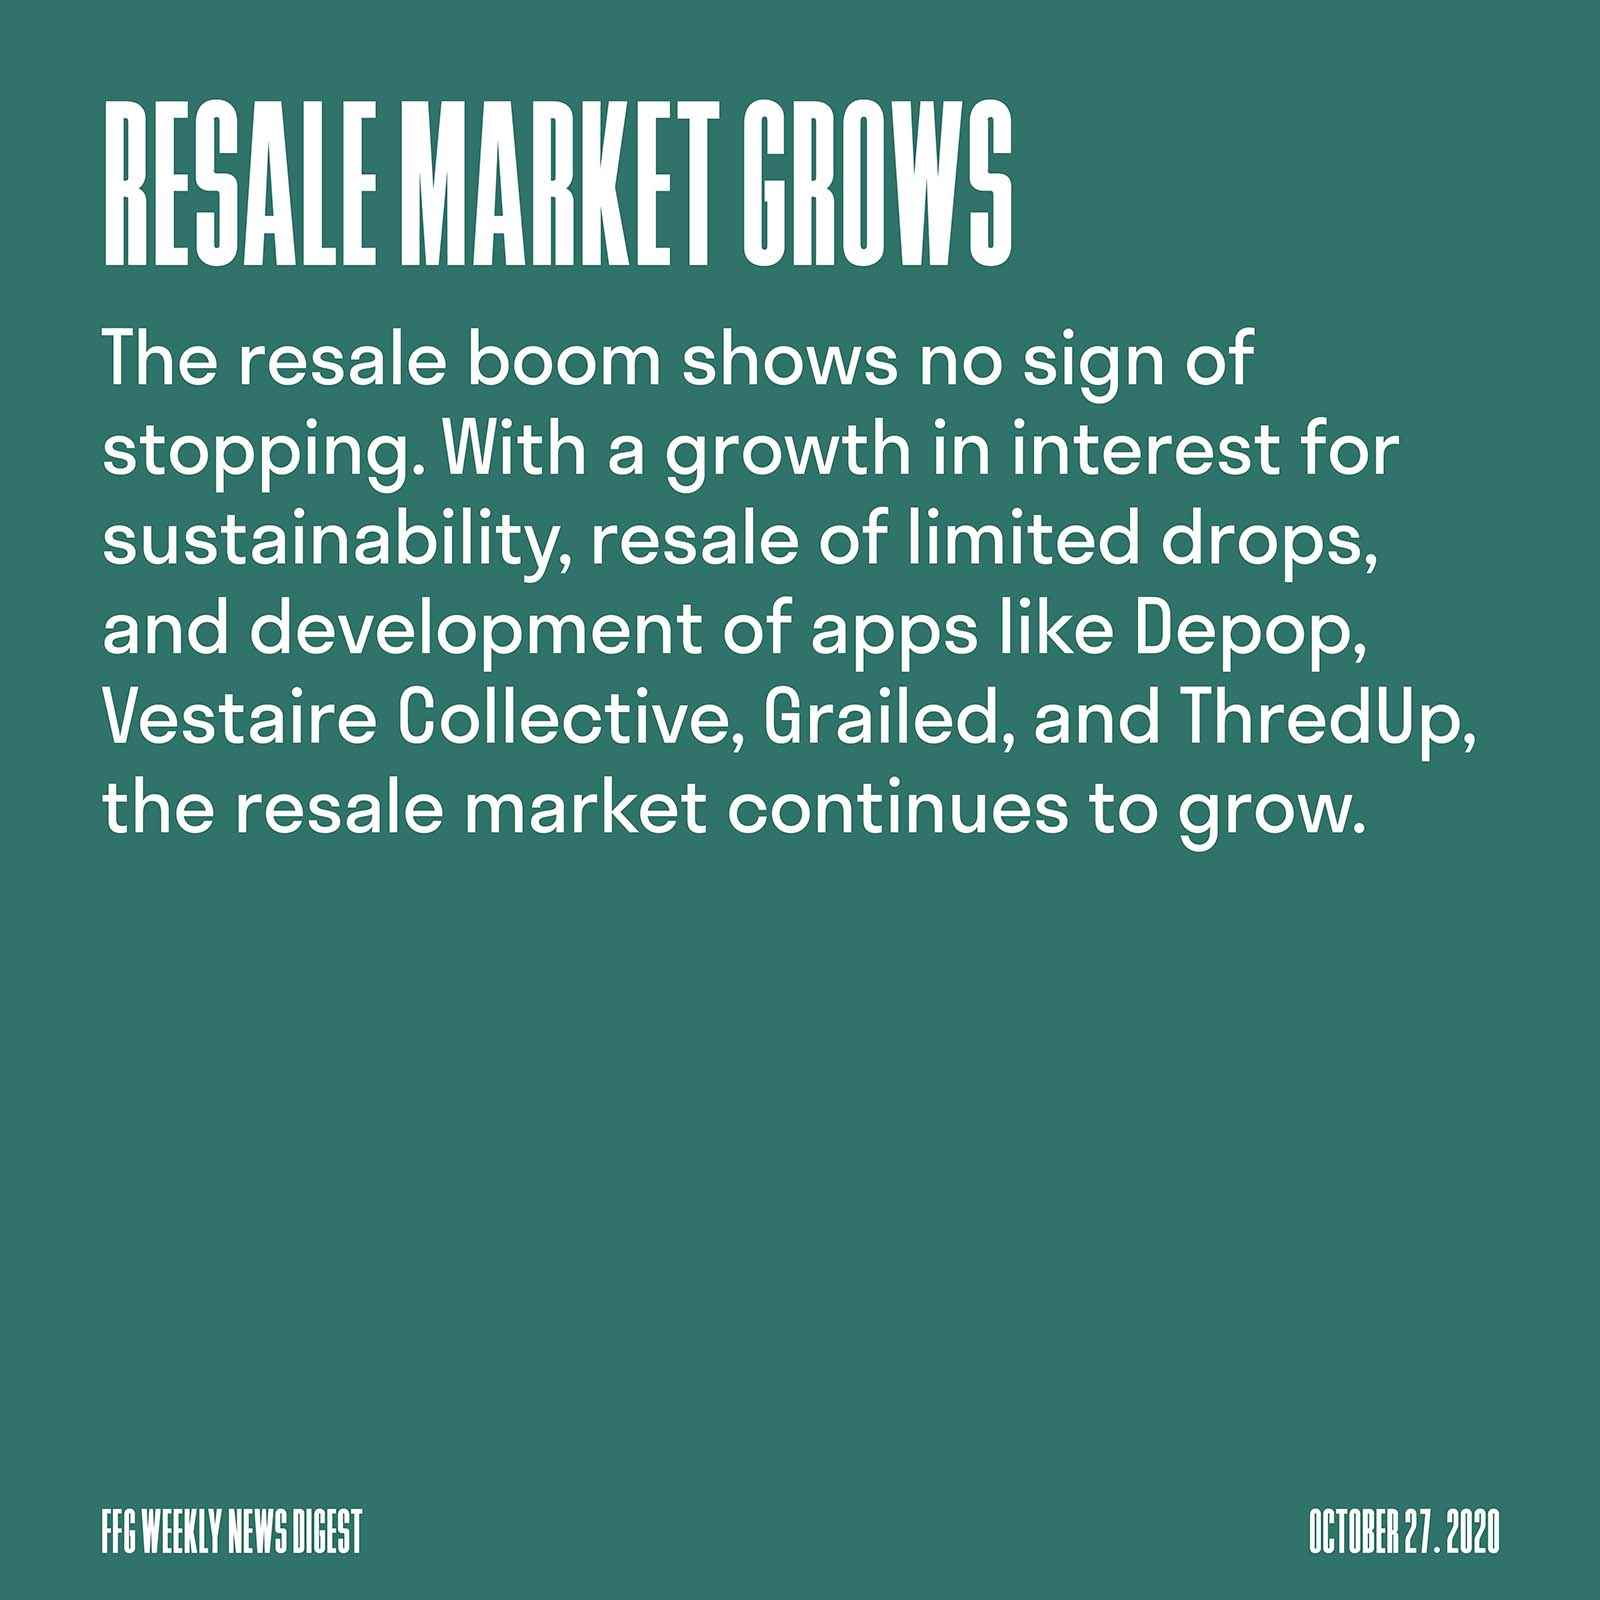 RESALE MARKET GROWS
The resale boom shows no sign of
stopping. With a growth in interest for
sustainability, resale of limited drops,
and development of apps like Depop,
Vestaire Collective, Grailed, and ThredUp,
the resale market continues to grow.
FFG WEEKLY NEWS DIGEST
OCTOBER 27. 2020